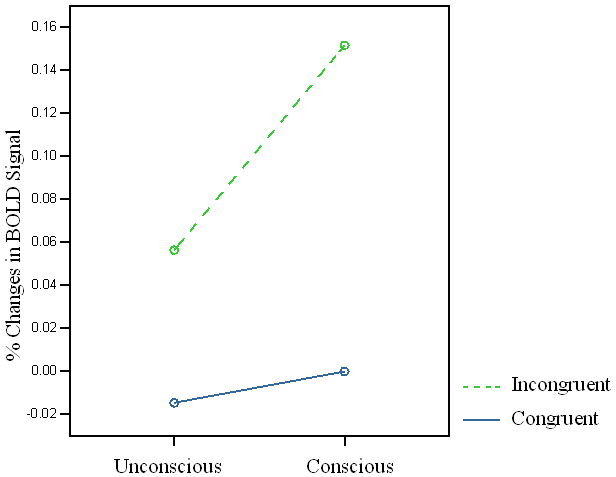 % Changes in BOLD Signal
0.16
0.14
0.12
0.10
0.08
0.06
0.04
0.02
0.00
-0.02
Unconscious
Conscious
Incongruent
Congruent